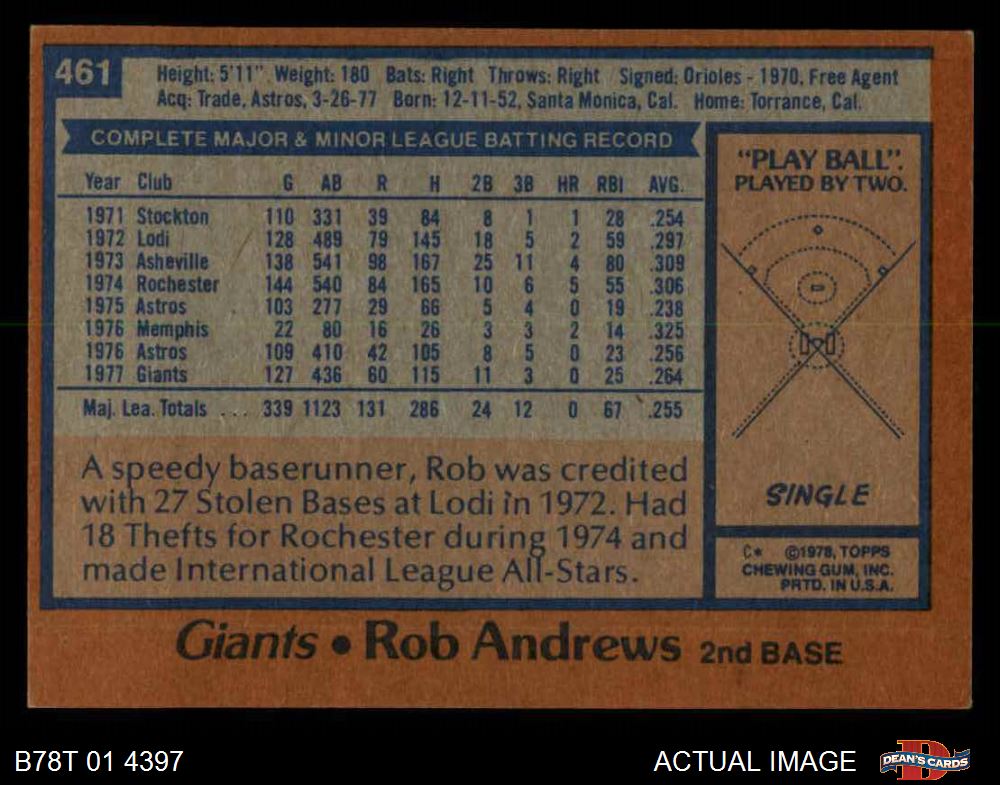 461
Height: 5'11" Weight: 180 Bats: Right Throws: Right Signed: Orioles - 1970, Free Agent
Acq: Trade, Astros, 3-26-77 Born: 12-11-52, Santa Monica, Cal. Home: Torrance, Cal.
COMPLETE MAJOR & MINOR LEAGUE BATTING RECORD
Year Club G AB R H 2B 3B HR RBI AVG.
1971 Stockton 110 331 39 84 8 1 1 28 .254
1972 Lodi 128 489 79 145 18 5 2 59 .297
1973 Asheville 138 541 98 167 25 11 4 80 .309
1974 Rochester 144 540 84 165 10 6 5 55 .306
1975 Astros 103 277 29 66 5 4 0 19 .238
1976 Memphis 22 80 16 26 3 3 2 14 .325
1976 Astros 109 410 42 105 8 5 0 23 .256
1977 Giants 127 436 60 115 11 3 0 25 .264
Maj. Lea. Totals ... 339 1123 131 286 24 12 0 67 .255
A speedy baserunner, Rob was credited
with 27 Stolen Bases at Lodi in 1972. Had
18 Thefts for Rochester during 1974 and
made International League All-Stars.
"PLAY BALL".
PLAYED BY TWO.
SINGLE
C* ©1978, TOPPS
CHEWING GUM, INC.
PRTD. IN U.S.A.
Giants • Rob Andrews 2nd BASE
B78T 01 4397
ACTUAL IMAGE
D
DEAN'S CARDS